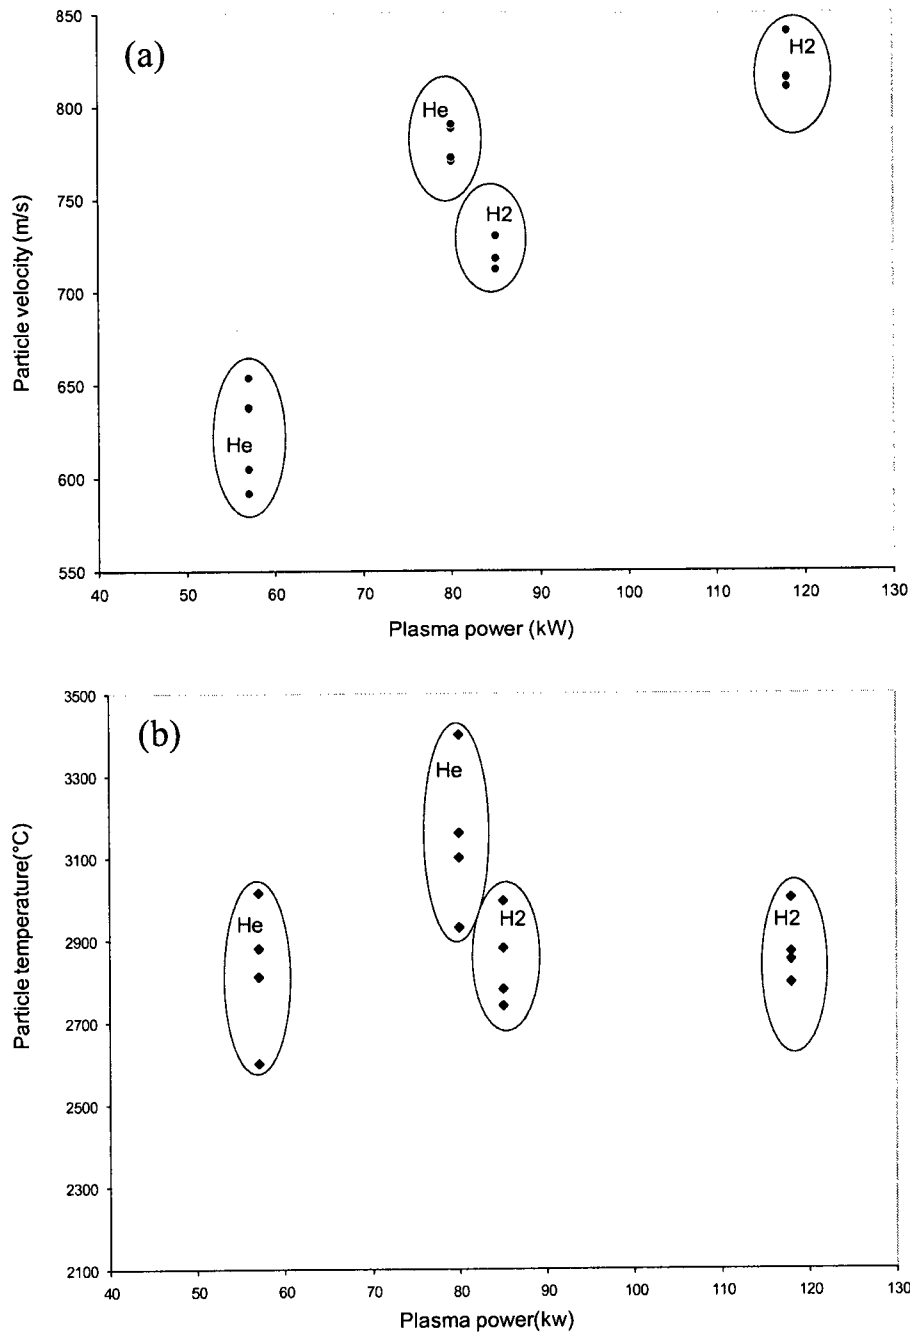 850
(a)
H2
800
He
750
H2
700
650
He
600
550
40 50 60 70 80 90 100 110 120 130
Particle velocity (m/s)
Plasma power (kW)
3500
(b)
3300
He
3100
He
H2
H2
2900
2700
2500
2300
2100
40 50 60 70 80 90 100 110 120 130
Particle temperature(°C)
Plasma power(kw)